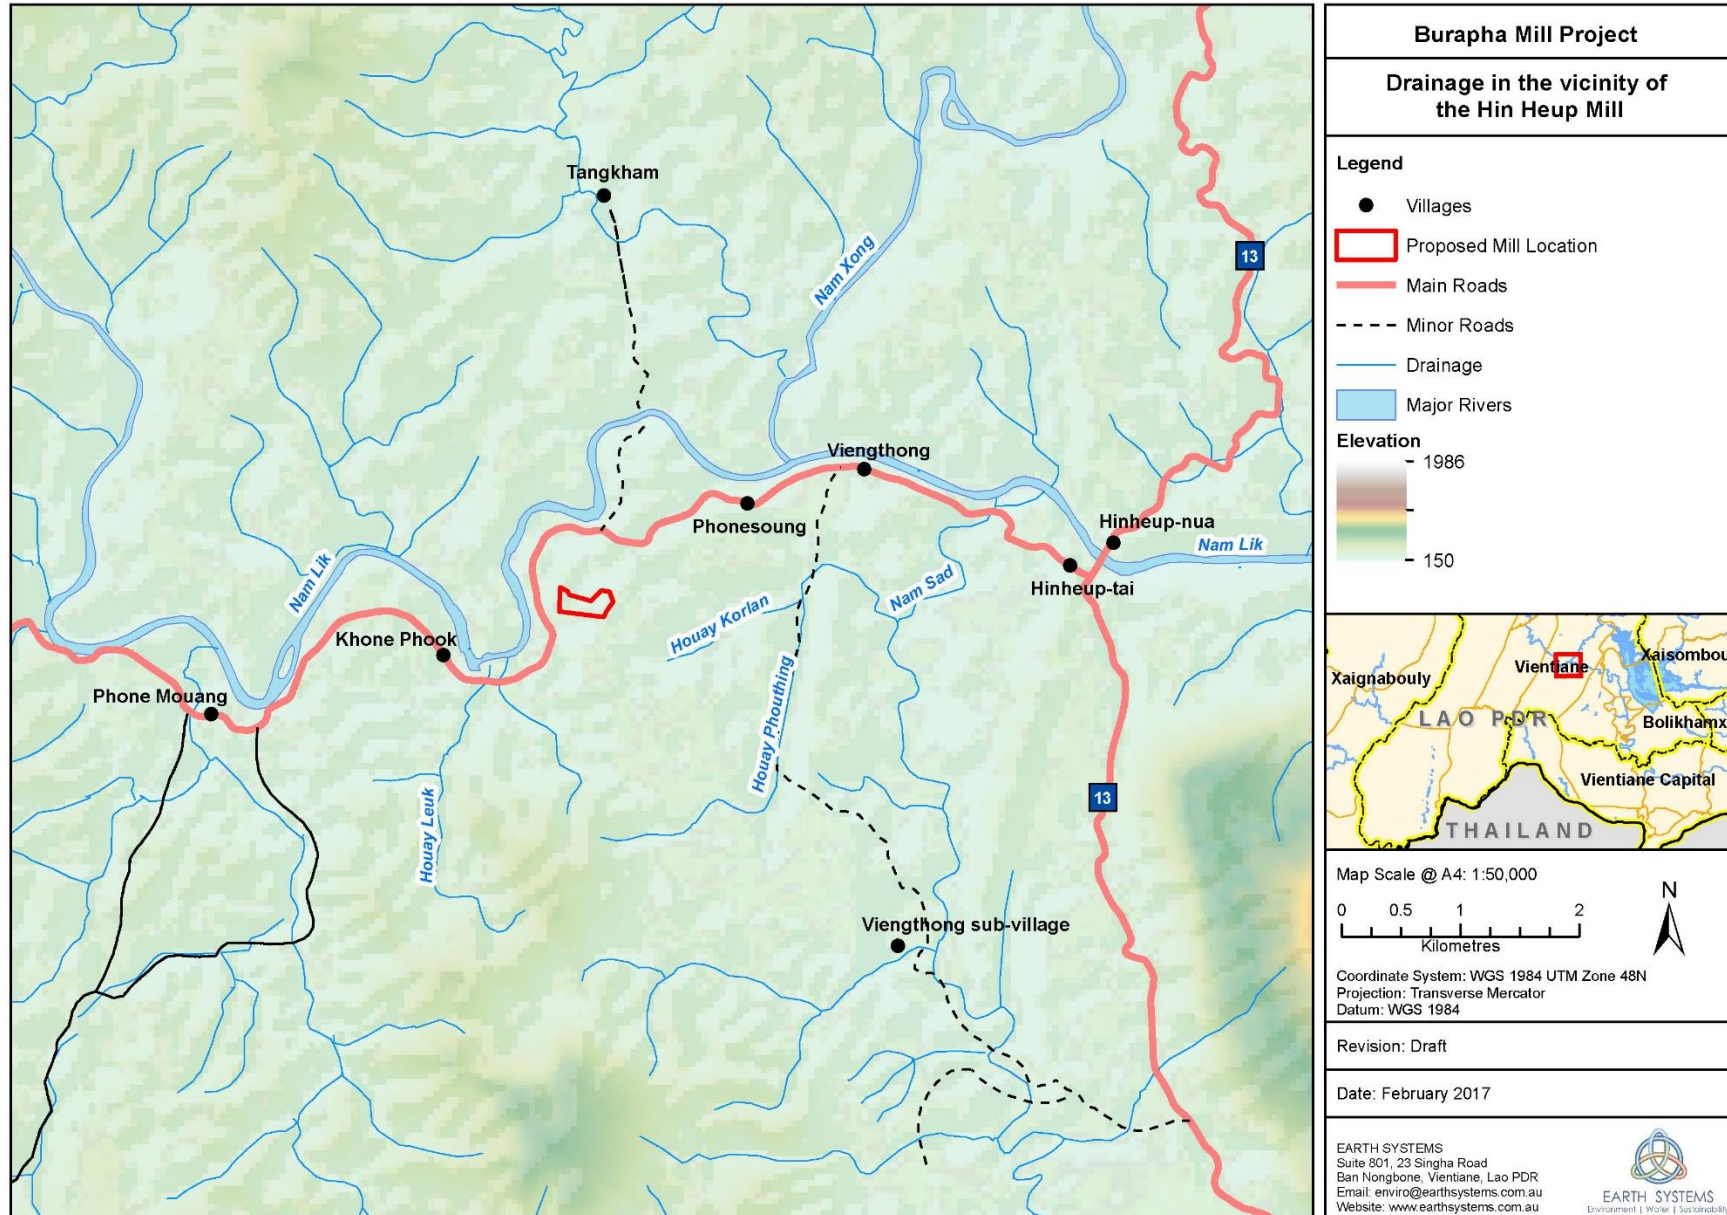 Tangkham
Nam Xong
13
Viengthong
Phonesoung
Hinheup-nua
Nam Lik
Hinheup-tai
Nam Lik
Nam Sad
Houay Korlan
Khone Phook
Phone Mouang
Houay Phouthing
Houay Leuk
13
Viengthong sub-village
Burapha Mill Project
Drainage in the vicinity of
the Hin Heup Mill
Legend
Villages
Proposed Mill Location
Main Roads
Minor Roads
Drainage
Major Rivers
Elevation
1986
150
Xaisombou
Vientiane
Xaignabouly
LAO PDR
Bolikhamx
Vientiane Capital
THAILAND
Map Scale @ A4: 1:50,000
N
0 0.5 1 2
Kilometres
Coordinate System: WGS 1984 UTM Zone 48N
Projection: Transverse Mercator
Datum: WGS 1984
Revision: Draft
Date: February 2017
EARTH SYSTEMS
Suite 801, 23 Singha Road
Ban Nongbone, Vientiane, Lao PDR
Email: enviro@earthsystems.com.au
Website: www.earthsystems.com.au
EARTH SYSTEMS
Environment | Water | Sustainability